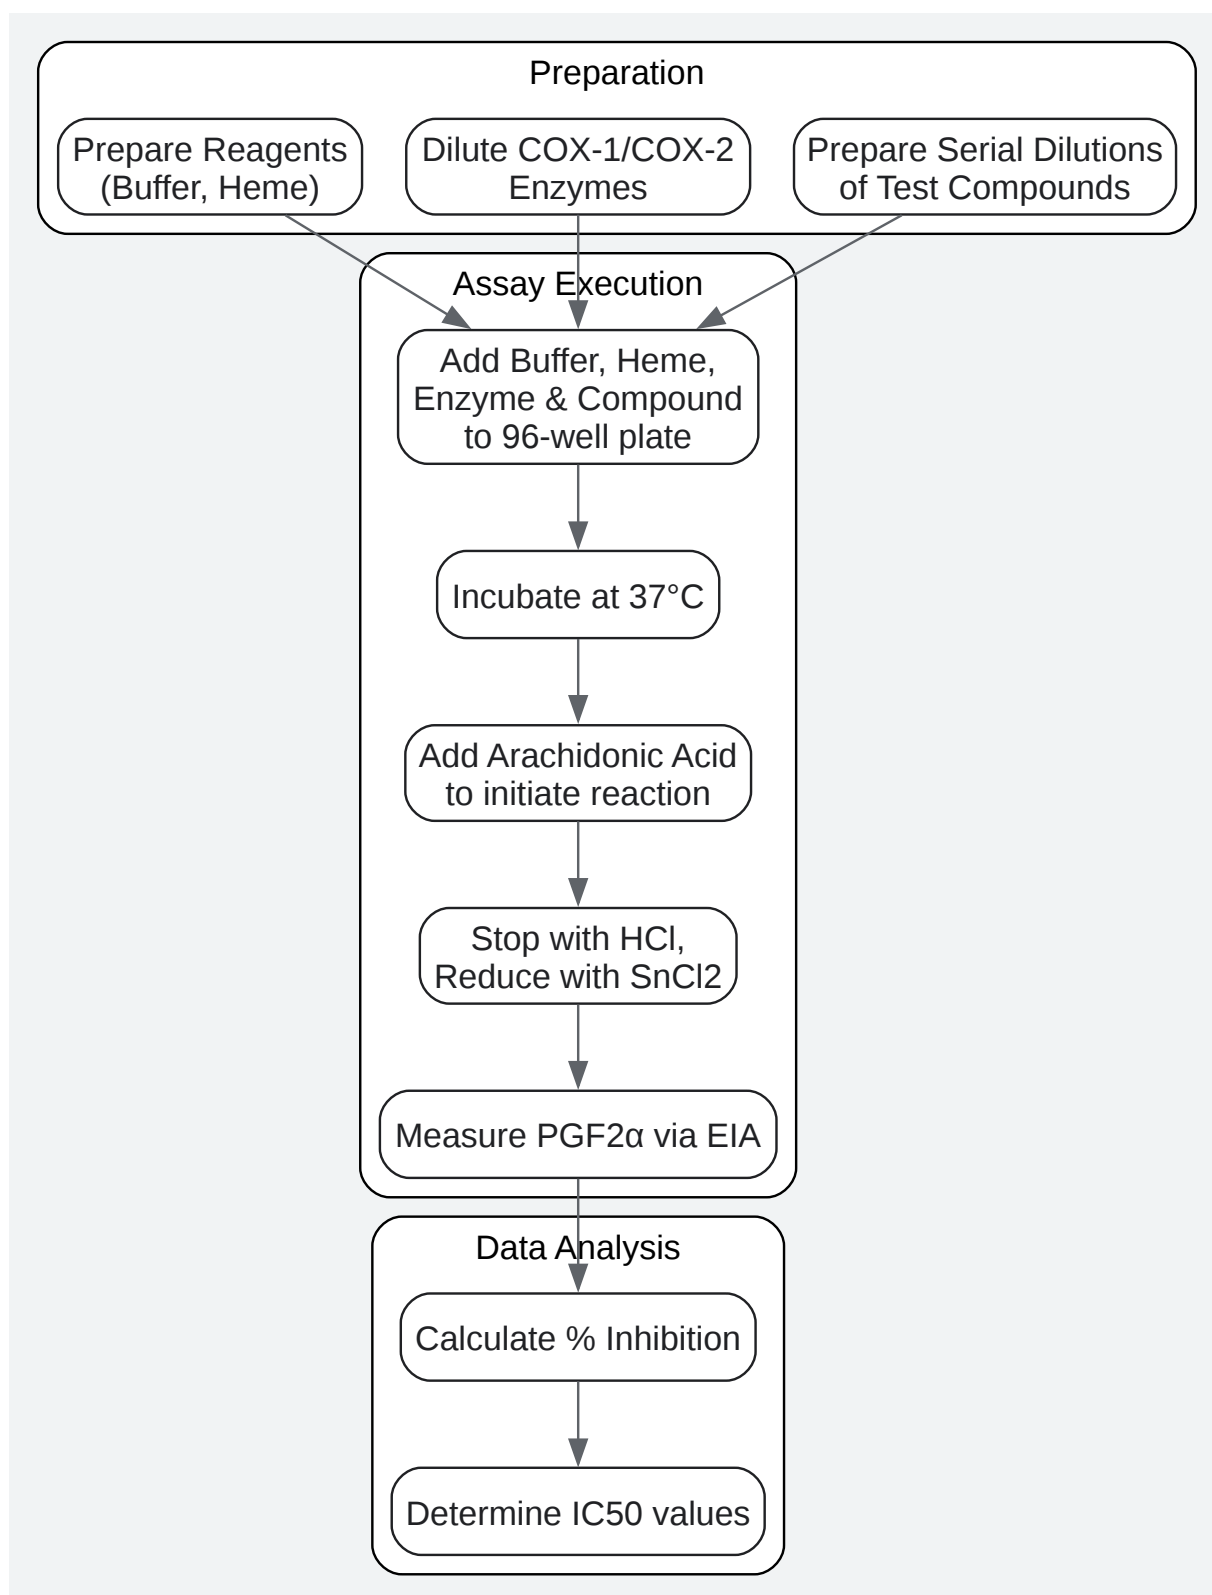 Preparation
Prepare Reagents
(Buffer, Heme)
Dilute COX-1/COX-2
Enzymes
Prepare Serial Dilutions
of Test Compounds
Assay Execution
Add Buffer, Heme,
Enzyme & Compound
to 96-well plate
Incubate at 37°C
Add Arachidonic Acid
to initiate reaction
Stop with HCl,
Reduce with SnCl2
Measure PGF2α via EIA
Data Analysis
Calculate % Inhibition
Determine IC50 values